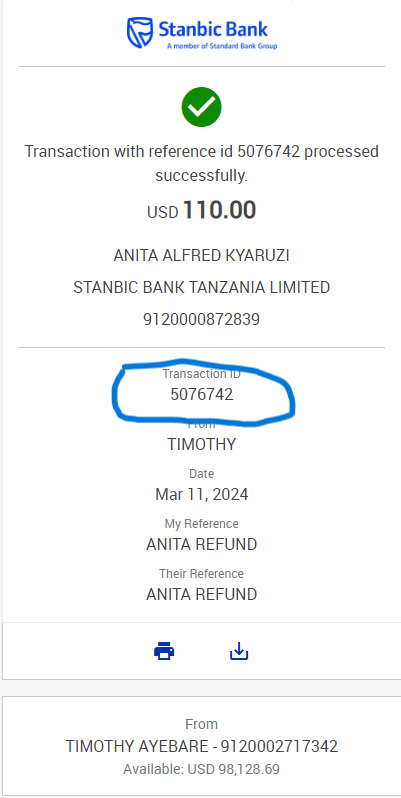 Stanbic Bank
A member of Standard Bank Group
Transaction with reference id 5076742 processed
successfully.
USD 110.00
ANITA ALFRED KYARUZI
STANBIC BANK TANZANIA LIMITED
9120000872839
Transaction ID
5076742
From
TIMOTHY
Date
Mar 11, 2024
My Reference
ANITA REFUND
Their Reference
ANITA REFUND
From
TIMOTHY AYEBARE - 9120002717342
Available: USD 98,128.69